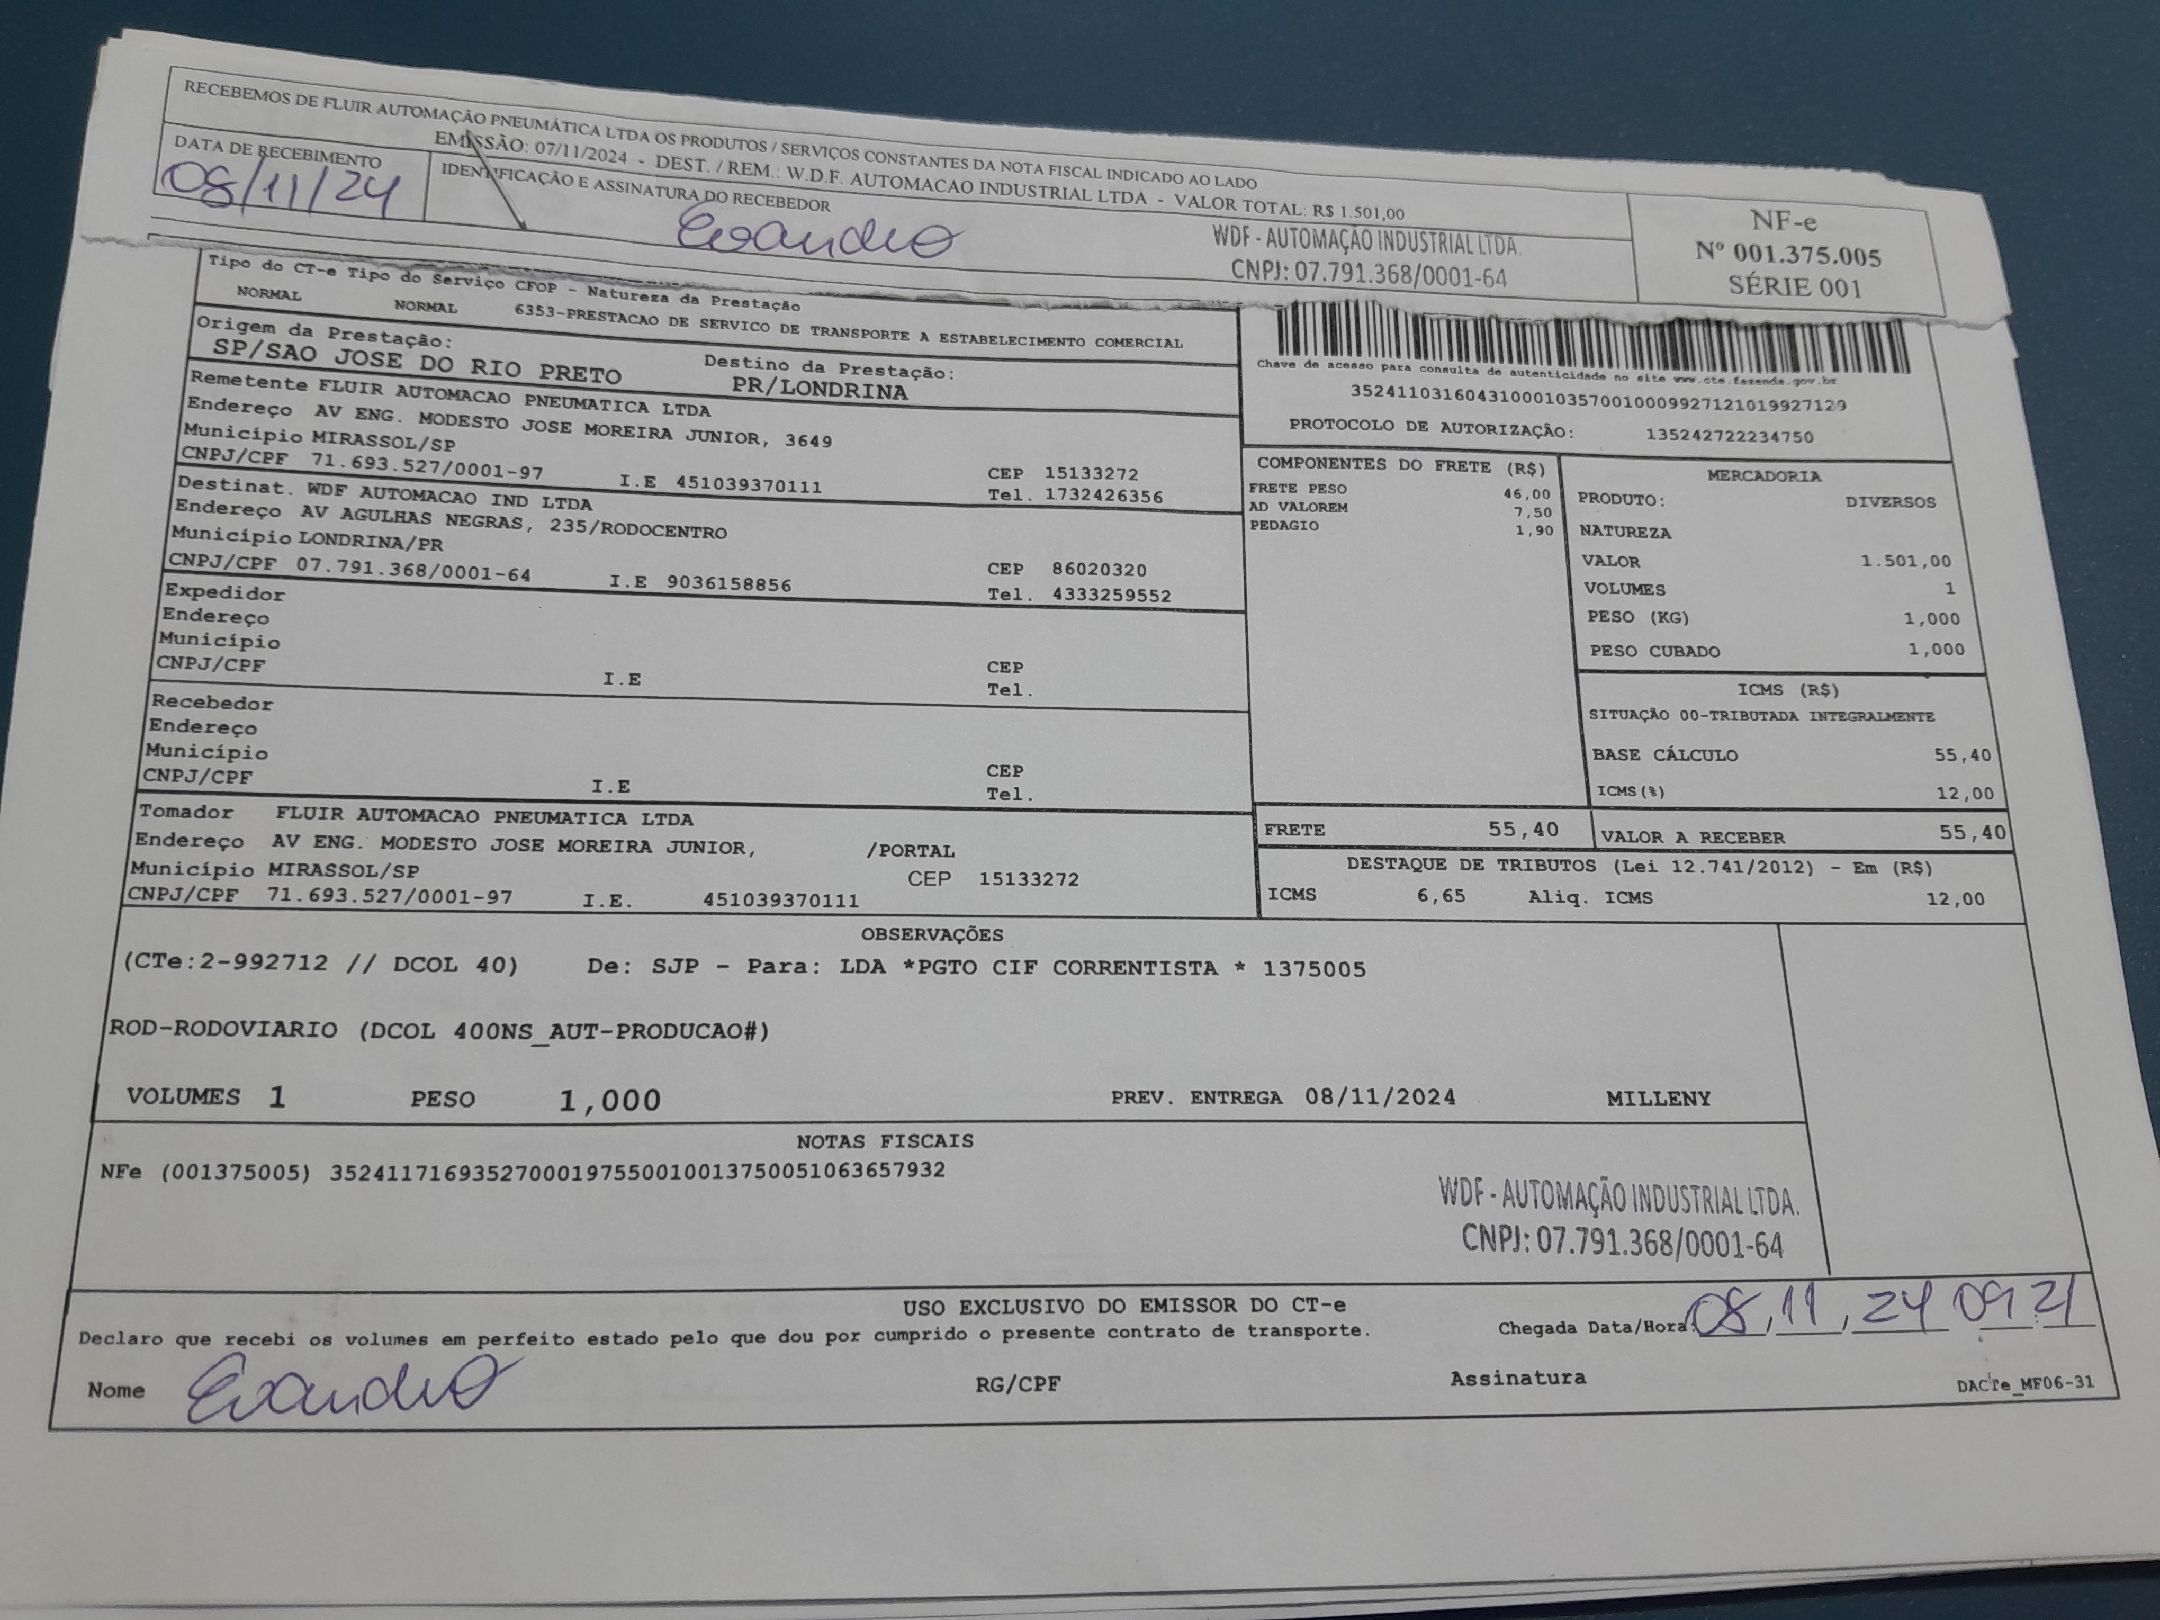 RECEBEMOS DE FLUIR AUTOMAÇÃO PNEUMÁTICA LTDA OS PRODUTOS / SERVIÇOS CONSTANTES DA NOTA FISCAL INDICADO AO LADO
EMISSÃO: 07/11/2024 - DEST. / REM.: W.D.F. AUTOMACAO INDUSTRIAL LTDA - VALOR TOTAL: R$ 1.501,00
DATA DE RECEBIMENTO
08/11/24
IDENTIFICAÇÃO E ASSINATURA DO RECEBEDOR
Evandro
WDF - AUTOMAÇÃO INDUSTRIAL LTDA.
CNPJ: 07.791.368/0001-64
NF-e
Nº 001.375.005
SÉRIE 001
Tipo do CT-e Tipo do Serviço CFOP - Natureza da Prestação
NORMAL NORMAL 6353-PRESTACAO DE SERVICO DE TRANSPORTE A ESTABELECIMENTO COMERCIAL
Origem da Prestação: Destino da Prestação:
SP/SAO JOSE DO RIO PRETO PR/LONDRINA
Remetente FLUIR AUTOMACAO PNEUMATICA LTDA
Endereço AV ENG. MODESTO JOSE MOREIRA JUNIOR, 3649
Município MIRASSOL/SP CEP 15133272
CNPJ/CPF 71.693.527/0001-97 I.E 451039370111 Tel. 1732426356
Destinat. WDF AUTOMACAO IND LTDA
Endereço AV AGULHAS NEGRAS, 235/RODOCENTRO
Município LONDRINA/PR CEP 86020320
CNPJ/CPF 07.791.368/0001-64 I.E 9036158856 Tel. 4333259552
Expedidor
Endereço
Município CEP
CNPJ/CPF I.E Tel.
Recebedor
Endereço
Município CEP
CNPJ/CPF I.E Tel.
Tomador FLUIR AUTOMACAO PNEUMATICA LTDA
Endereço AV ENG. MODESTO JOSE MOREIRA JUNIOR, /PORTAL
Município MIRASSOL/SP CEP 15133272
CNPJ/CPF 71.693.527/0001-97 I.E. 451039370111
Chave de acesso para consulta de autenticidade no site www.cte.fazenda.gov.br
35241103160431000103570010009927121019927129
PROTOCOLO DE AUTORIZAÇÃO: 135242722234750
COMPONENTES DO FRETE (R$)
FRETE PESO 46,00
AD VALOREM 7,50
PEDAGIO 1,90
MERCADORIA
PRODUTO: DIVERSOS
NATUREZA
VALOR 1.501,00
VOLUMES 1
PESO (KG) 1,000
PESO CUBADO 1,000
ICMS (R$)
SITUAÇÃO 00-TRIBUTADA INTEGRALMENTE
BASE CÁLCULO 55,40
ICMS(%) 12,00
FRETE 55,40 VALOR A RECEBER 55,40
DESTAQUE DE TRIBUTOS (Lei 12.741/2012) - Em (R$)
ICMS 6,65 Aliq. ICMS 12,00
OBSERVAÇÕES
(CTe:2-992712 // DCOL 40) De: SJP - Para: LDA *PGTO CIF CORRENTISTA * 1375005
ROD-RODOVIARIO (DCOL 400NS_AUT-PRODUCAO#)
VOLUMES 1 PESO 1,000 PREV. ENTREGA 08/11/2024 MILLENY
NOTAS FISCAIS
NFe (001375005) 35241171693527000197550010013750051063657932
WDF - AUTOMAÇÃO INDUSTRIAL LTDA.
CNPJ: 07.791.368/0001-64
USO EXCLUSIVO DO EMISSOR DO CT-e
Declaro que recebi os volumes em perfeito estado pelo que dou por cumprido o presente contrato de transporte. Chegada Data/Hora: 08,11,24 09:21
Nome Evandro RG/CPF Assinatura DACTe_MF06-31